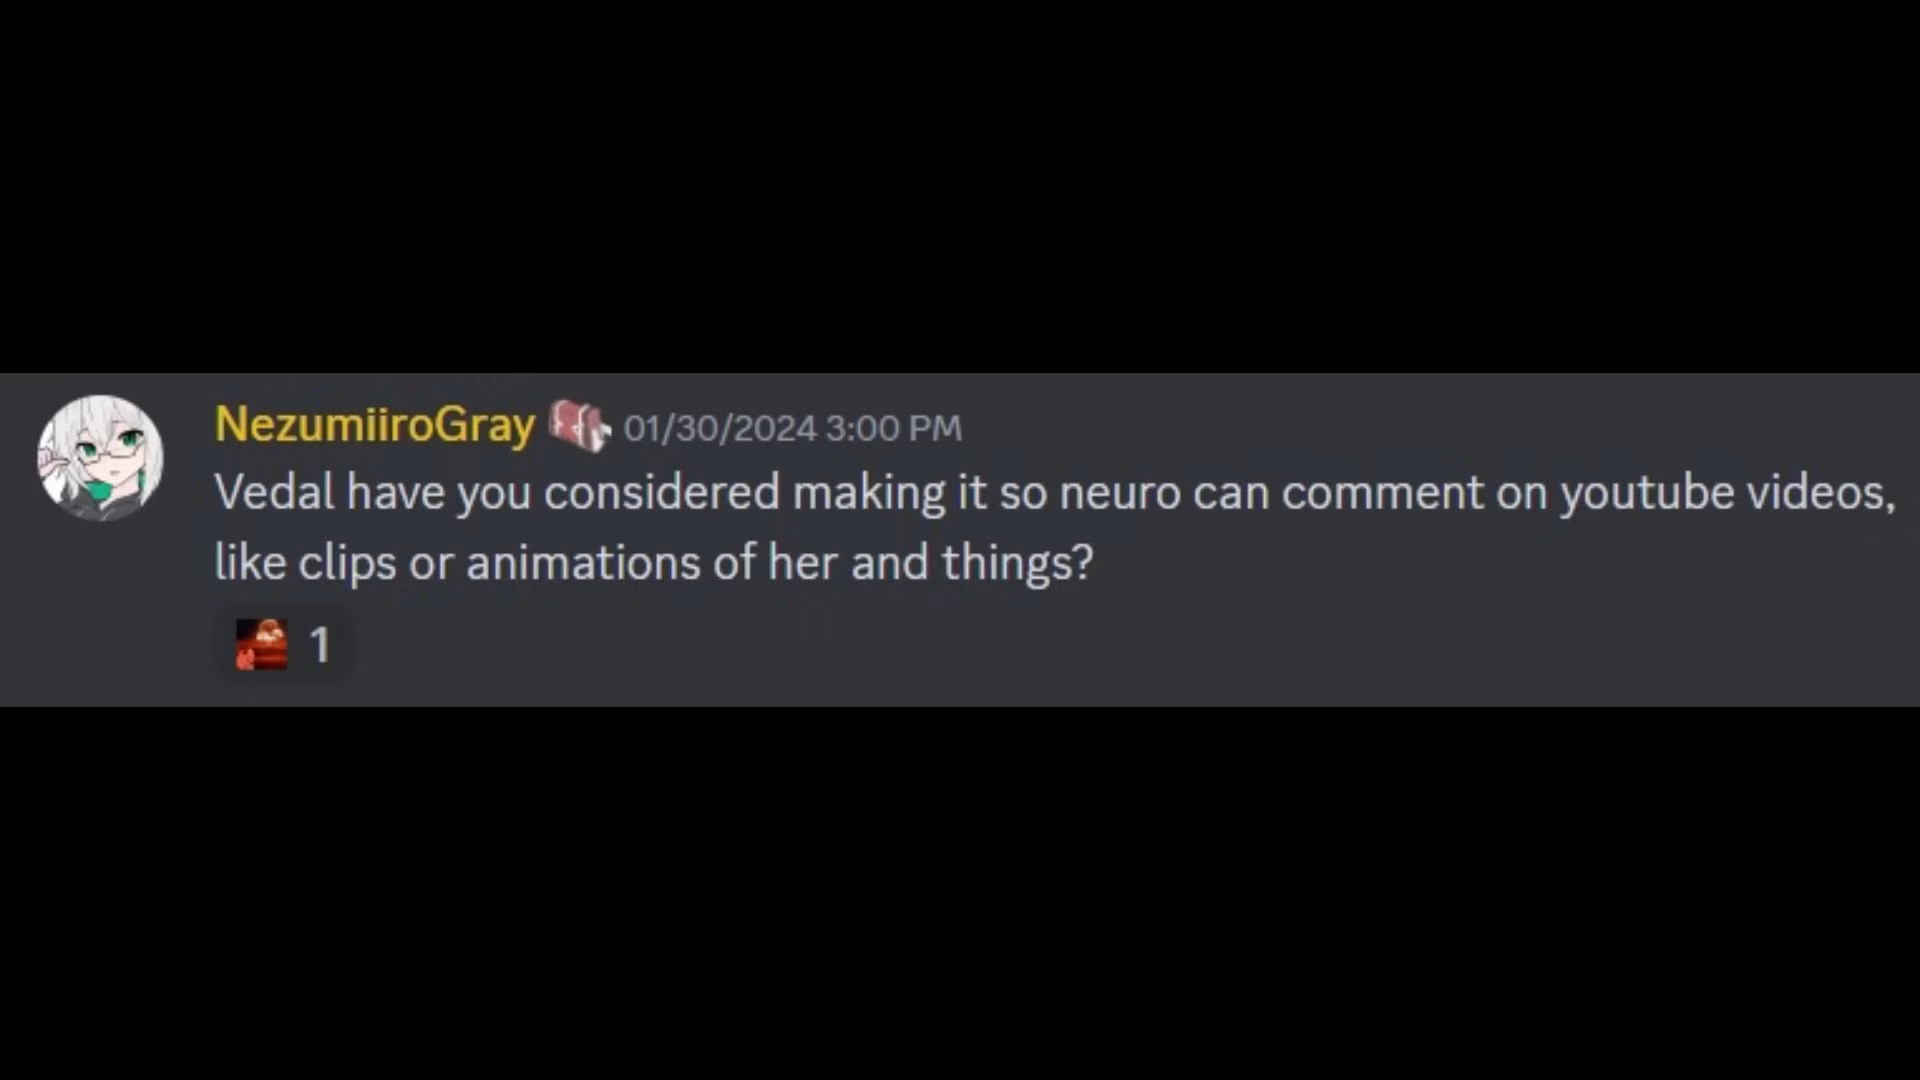 NezumiiroGray 01/30/2024 3:00 PM
Vedal have you considered making it so neuro can comment on youtube videos,
like clips or animations of her and things?
1